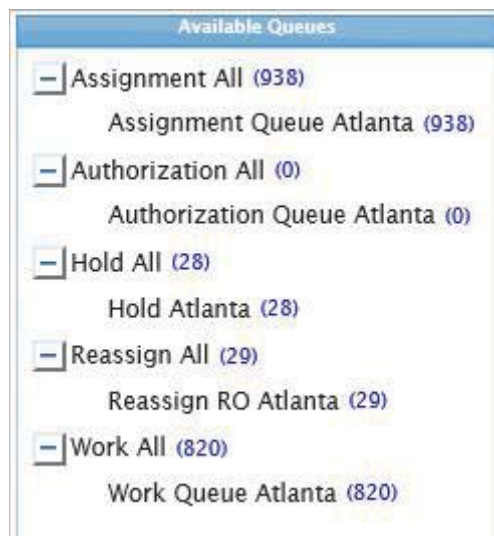 Available Queues
Assignment All (938)
Assignment Queue Atlanta (938)
Authorization All (0)
Authorization Queue Atlanta (0)
Hold All (28)
Hold Atlanta (28)
Reassign All (29)
Reassign RO Atlanta (29)
Work All (820)
Work Queue Atlanta (820)